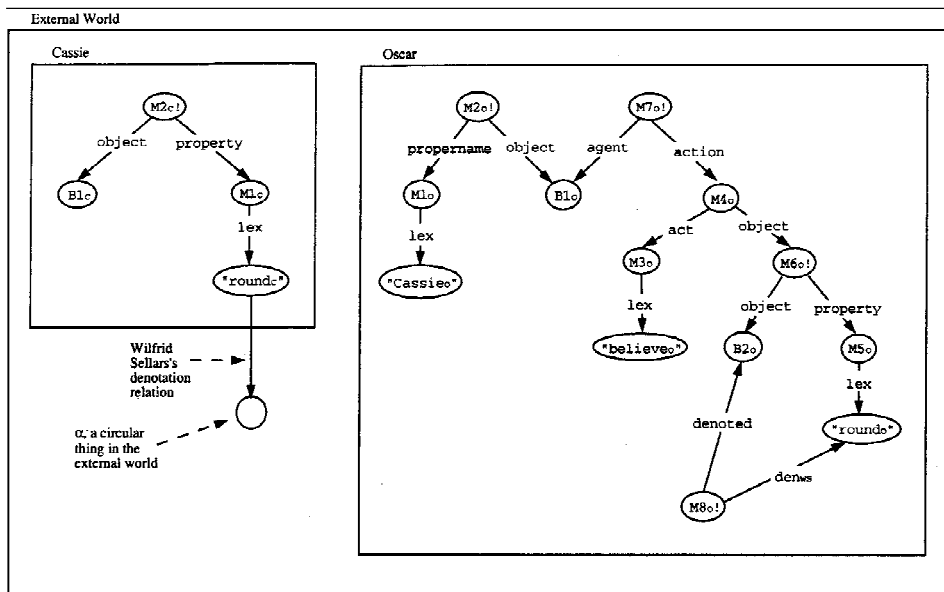 External World
Cassie
Oscar
M2c!
M2o!
M7o!
object
property
propername
object
agent
action
B1c
M1c
M1o
B1o
M4o
lex
lex
act
object
"roundc"
"Cassieo"
M3o
M6o!
lex
object
property
Wilfrid
Sellars's
denotation
relation
"believeo"
B2o
M5o
lex
α, a circular
thing in the
external world
denoted
"roundo"
denws
M8o!